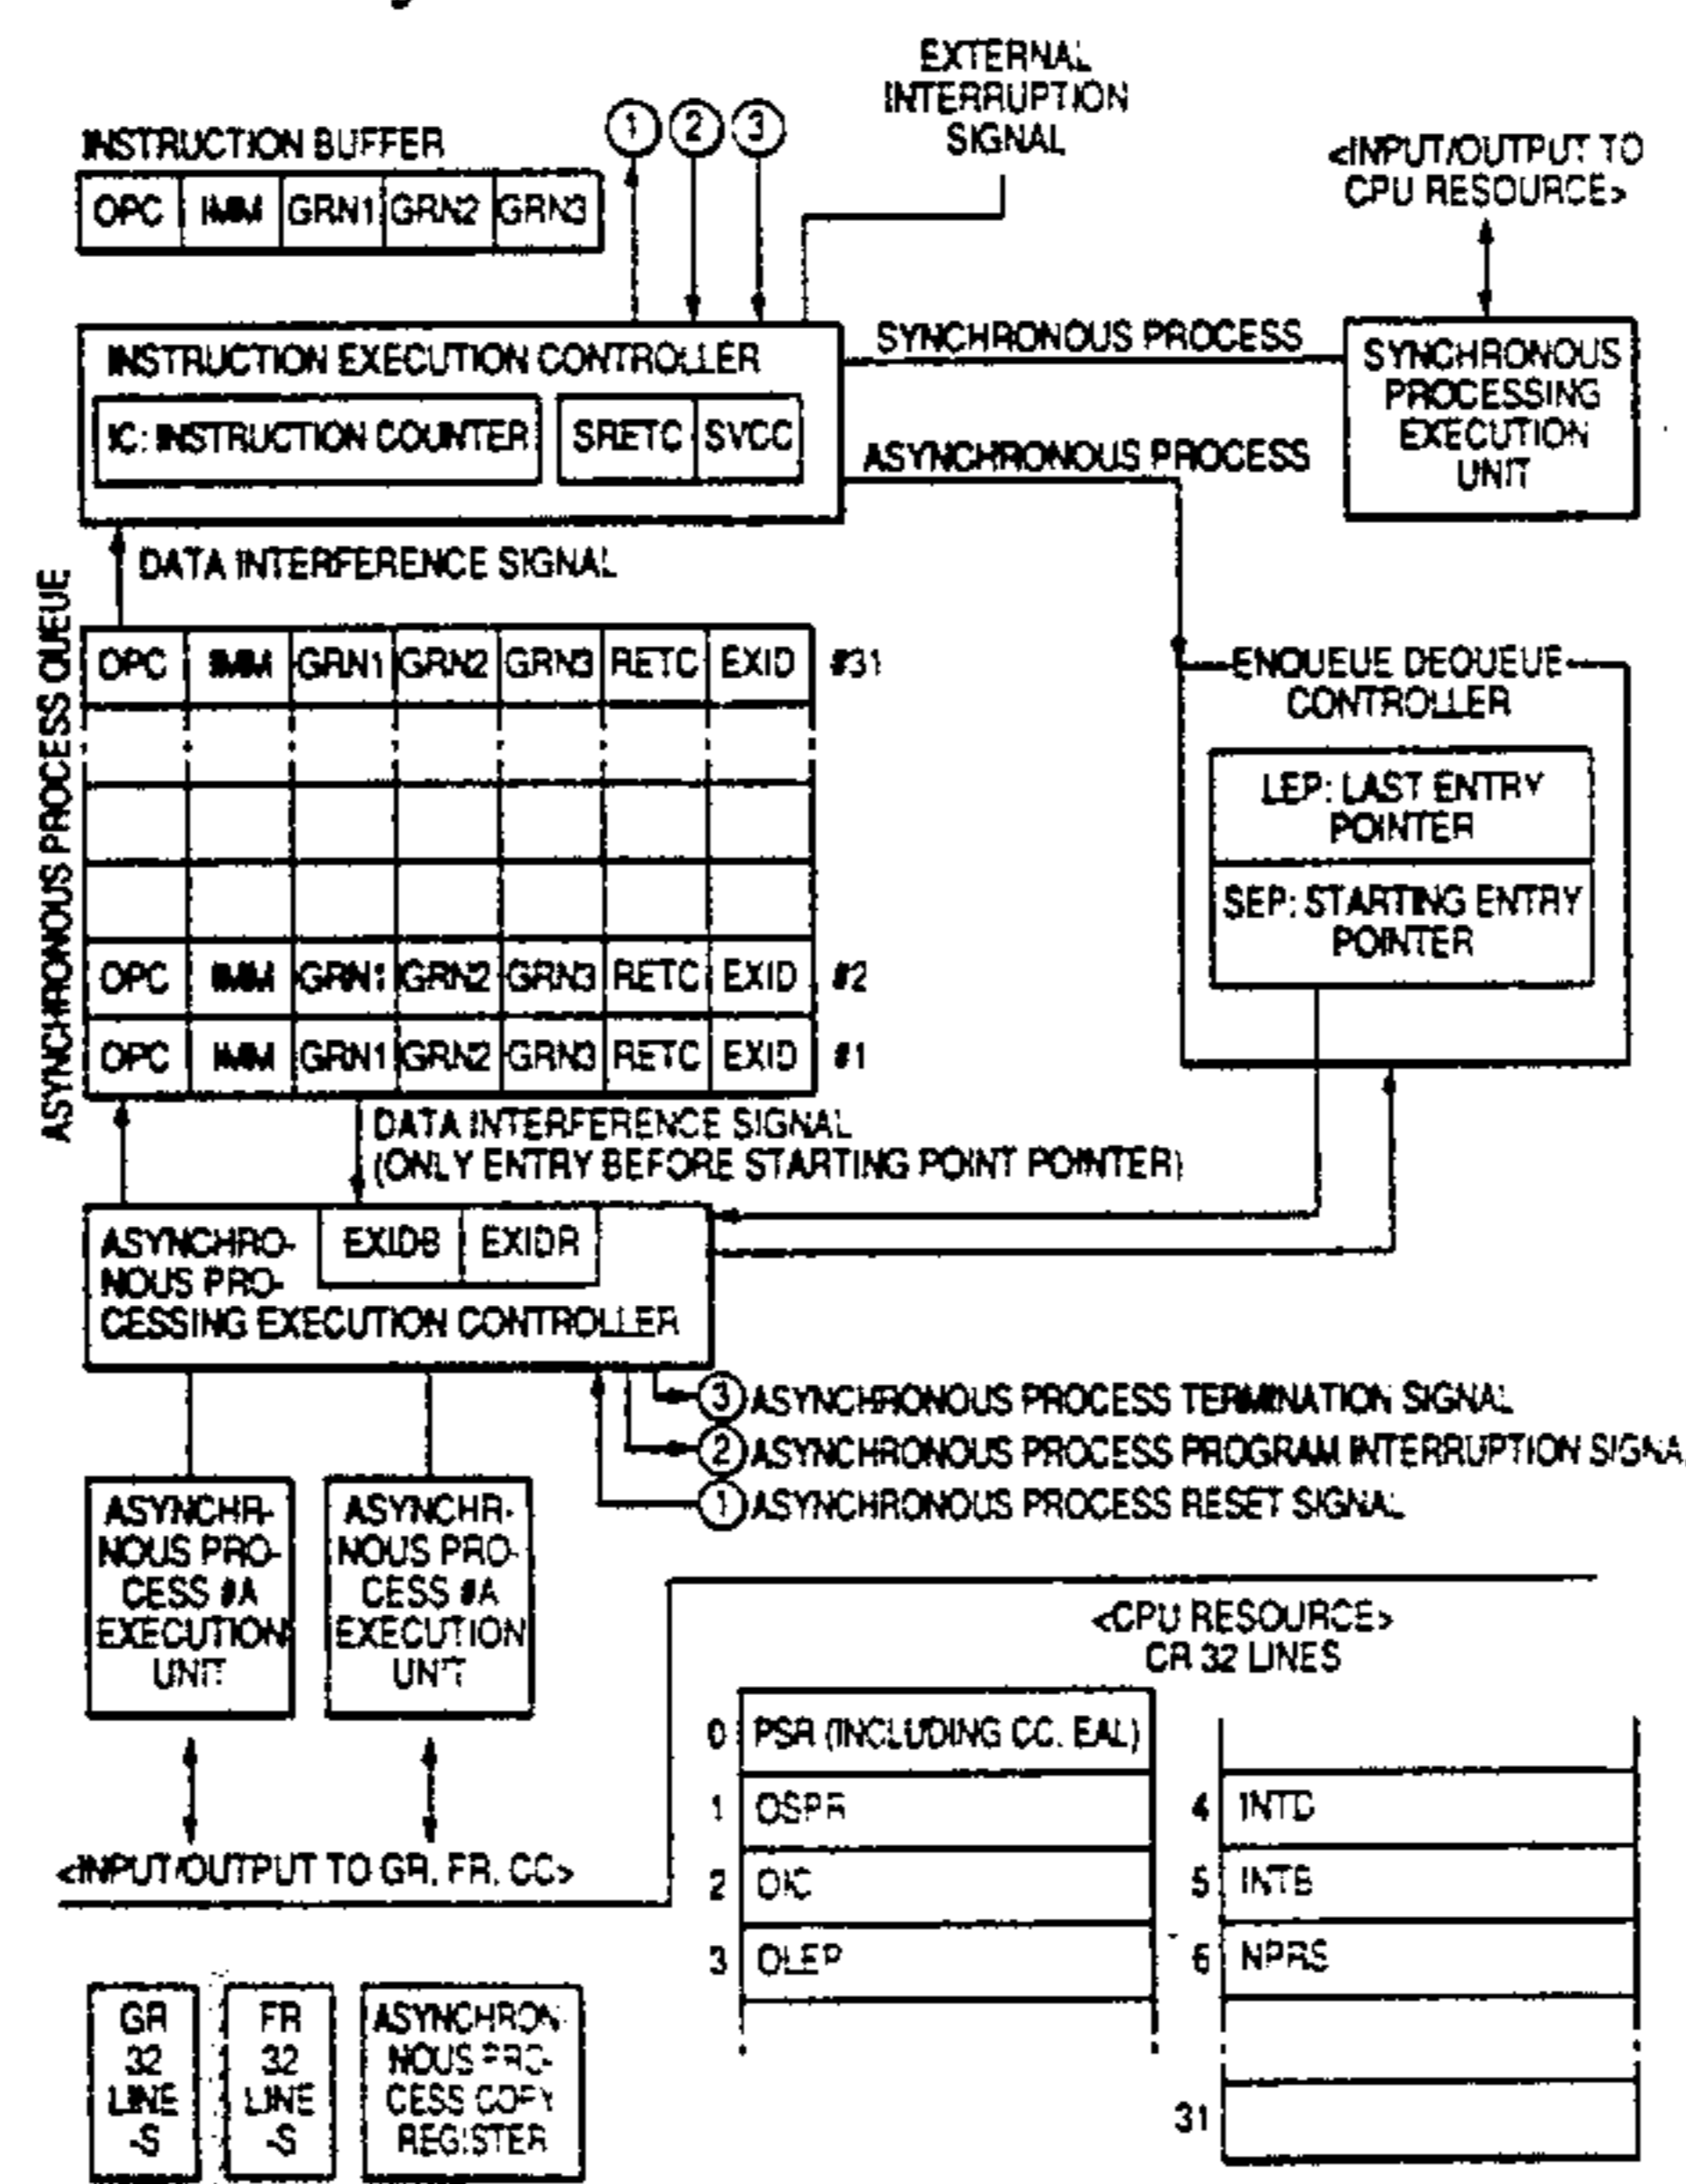 EXTERNAL
INTERRUPTION
SIGNAL
1 2 3
INSTRUCTION BUFFER
OPC IMM GRN1 GRN2 GRN3
<INPUT/OUTPUT TO
CPU RESOURCE>
INSTRUCTION EXECUTION CONTROLLER
IC: INSTRUCTION COUNTER SRETC SVCC
SYNCHRONOUS PROCESS
ASYNCHRONOUS PROCESS
SYNCHRONOUS
PROCESSING
EXECUTION
UNIT
DATA INTERFERENCE SIGNAL
ASYNCHRONOUS PROCESS QUEUE
OPC IMM GRN1 GRN2 GRN3 RETC EXID #31
OPC IMM GRN1 GRN2 GRN3 RETC EXID #2
OPC IMM GRN1 GRN2 GRN3 RETC EXID #1
ENQUEUE DEQUEUE
CONTROLLER
LEP: LAST ENTRY
POINTER
SEP: STARTING ENTRY
POINTER
DATA INTERFERENCE SIGNAL
(ONLY ENTRY BEFORE STARTING POINT POINTER)
ASYNCHRO-
NOUS PRO-
CESSING EXECUTION CONTROLLER
EXIDB EXIDR
3 ASYNCHRONOUS PROCESS TERMINATION SIGNAL
2 ASYNCHRONOUS PROCESS PROGRAM INTERRUPTION SIGNA
1 ASYNCHRONOUS PROCESS RESET SIGNAL
ASYNCHR-
NOUS PRO-
CESS #A
EXECUTION
UNIT
ASYNCHR-
NOUS PRO-
CESS #A
EXECUTION
UNIT
<INPUT/OUTPUT TO GR, FR, CC>
<CPU RESOURCE>
CR 32 LINES
0 PSR (INCLUDING CC, EAL)
1 OSPR
2 OIC
3 OLEP
4 INTD
5 INTB
6 NPRS
31
GR
32
LINE
-S
FR
32
LINE
-S
ASYNCHRON-
NOUS PRO-
CESS COPY
REGISTER